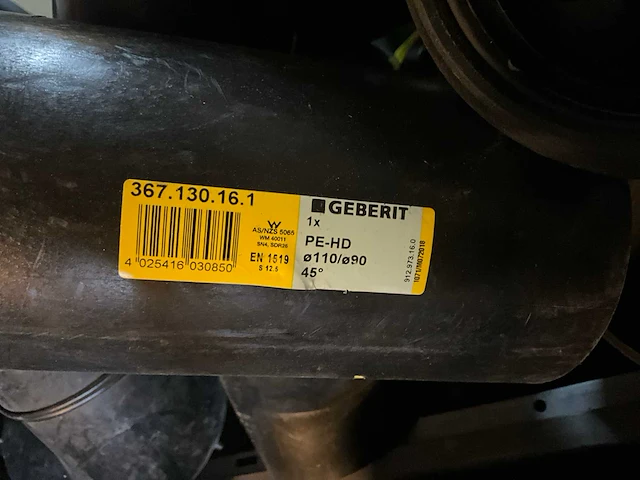 367.130.16.1
4 025416 030850
AS/NZS 5065
WM 40011
SN4, SDR26
EN 1519
S 12.5
GEBERIT
1x
PE-HD
ø110/ø90
45°
912.973.16.0